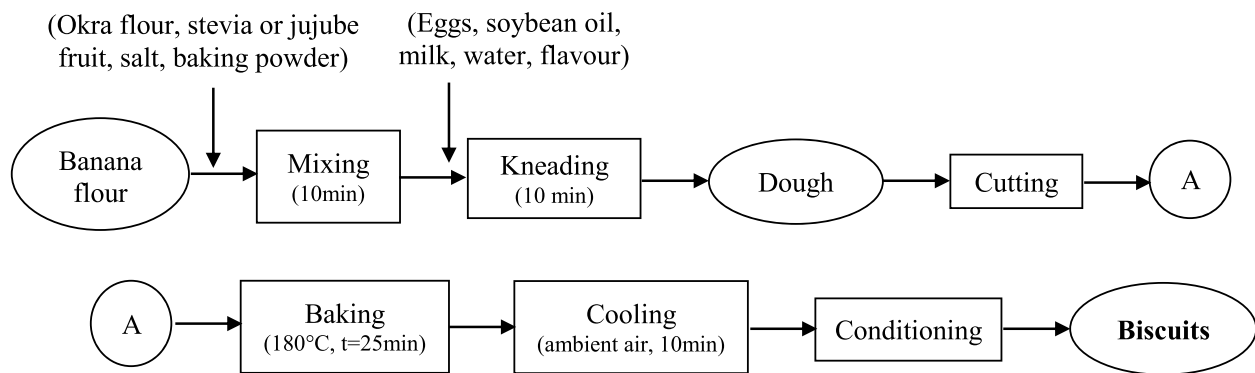 (Okra flour, stevia or jujube
fruit, salt, baking powder)
(Eggs, soybean oil,
milk, water, flavour)
Banana
flour
Mixing
(10min)
Kneading
(10 min)
Dough
Cutting
A
A
Baking
(180°C, t=25min)
Cooling
(ambient air, 10min)
Conditioning
Biscuits